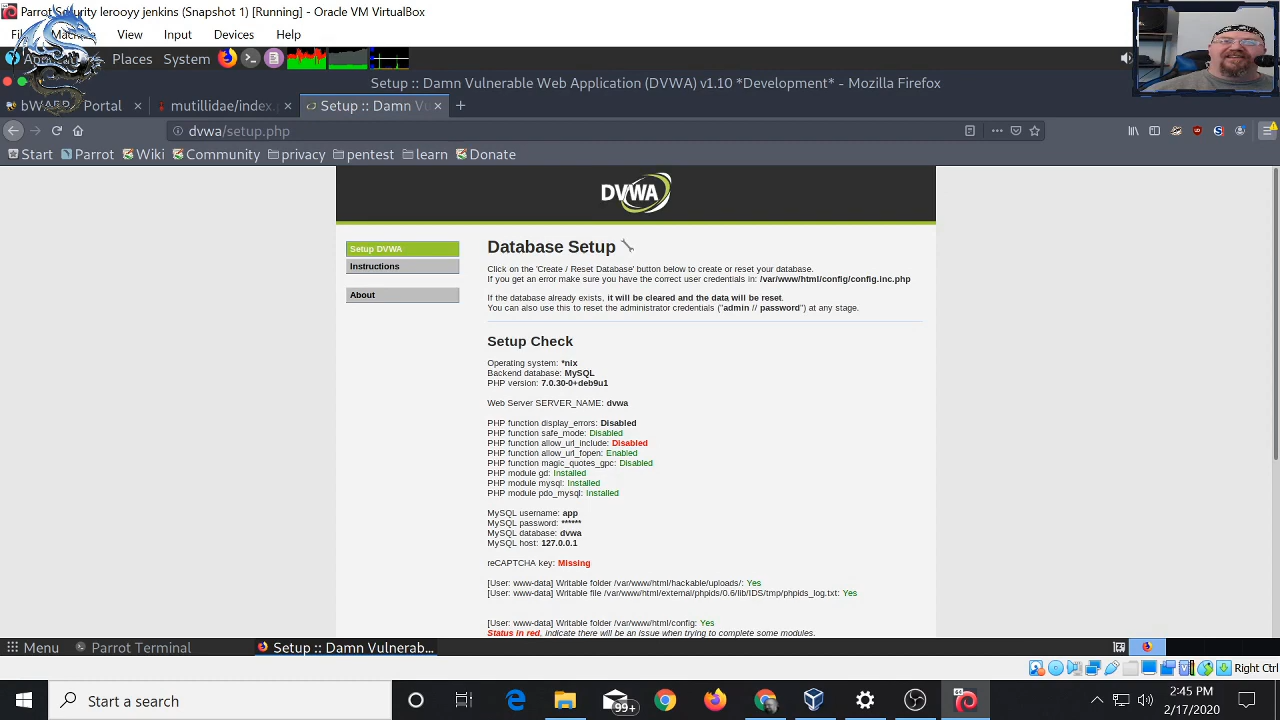 Parrot Security lerooyy jenkins (Snapshot 1) [Running] - Oracle VM VirtualBox
View Input Devices Help
Places System
Setup :: Damn Vulnerable Web Application (DVWA) v1.10 *Development* - Mozilla Firefox
Portal mutillidae/index. Setup :: Damn Vu
dvwa/setup.php
Start Parrot Wiki Community privacy pentest learn Donate
DVWA
Setup DVWA
Instructions
About
Database Setup
Click on the 'Create / Reset Database' button below to create or reset your database.
If you get an error make sure you have the correct user credentials in: /var/www/html/config/config.inc.php
If the database already exists, it will be cleared and the data will be reset.
You can also use this to reset the administrator credentials ("admin // password") at any stage.
Setup Check
Operating system: *nix
Backend database: MySQL
PHP version: 7.0.30-0+deb9u1
Web Server SERVER_NAME: dvwa
PHP function display_errors: Disabled
PHP function safe_mode: Disabled
PHP function allow_url_include: Disabled
PHP function allow_url_fopen: Enabled
PHP function magic_quotes_gpc: Disabled
PHP module gd: Installed
PHP module mysql: Installed
PHP module pdo_mysql: Installed
MySQL username: app
MySQL password: ******
MySQL database: dvwa
MySQL host: 127.0.0.1
reCAPTCHA key: Missing
[User: www-data] Writable folder /var/www/html/hackable/uploads/: Yes
[User: www-data] Writable file /var/www/html/external/phpids/0.6/lib/IDS/tmp/phpids_log.txt: Yes
[User: www-data] Writable folder /var/www/html/config: Yes
Status in red, indicate there will be an issue when trying to complete some modules.
Menu Parrot Terminal Setup :: Damn Vulnerab...
Right Ctrl
Start a search
99+
2:45 PM
2/17/2020